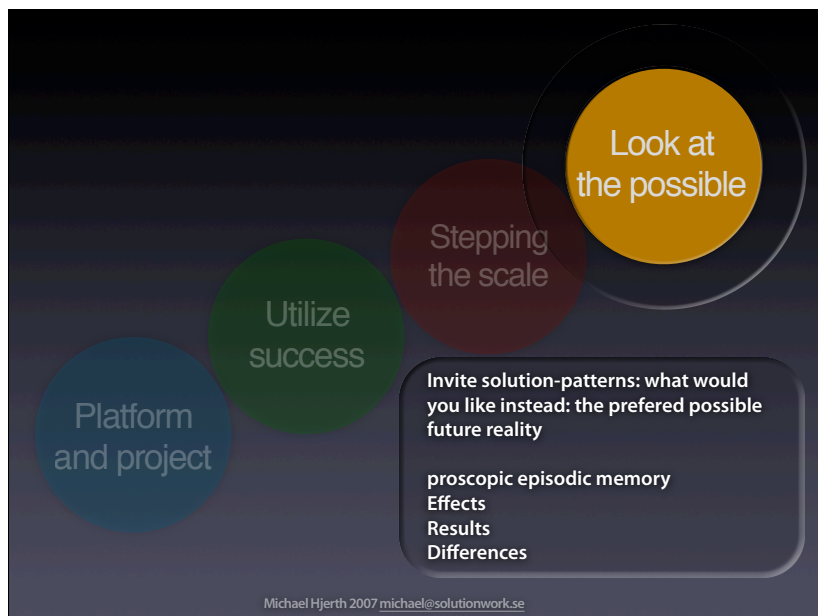 Look at
the possible
Stepping
the scale
Utilize
success
Platform
and project
Invite solution-patterns: what would
you like instead: the prefered possible
future reality
proscopic episodic memory
Effects
Results
Differences
Michael Hjerth 2007 michael@solutionwork.se